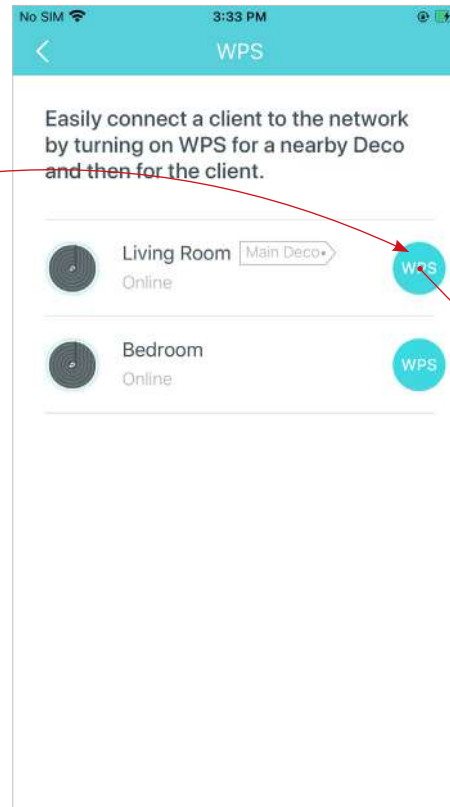 No SIM 3:33 PM
WPS
Easily connect a client to the network
by turning on WPS for a nearby Deco
and then for the client.
Living Room Main Deco
WPS
Online
Bedroom
WPS
Online